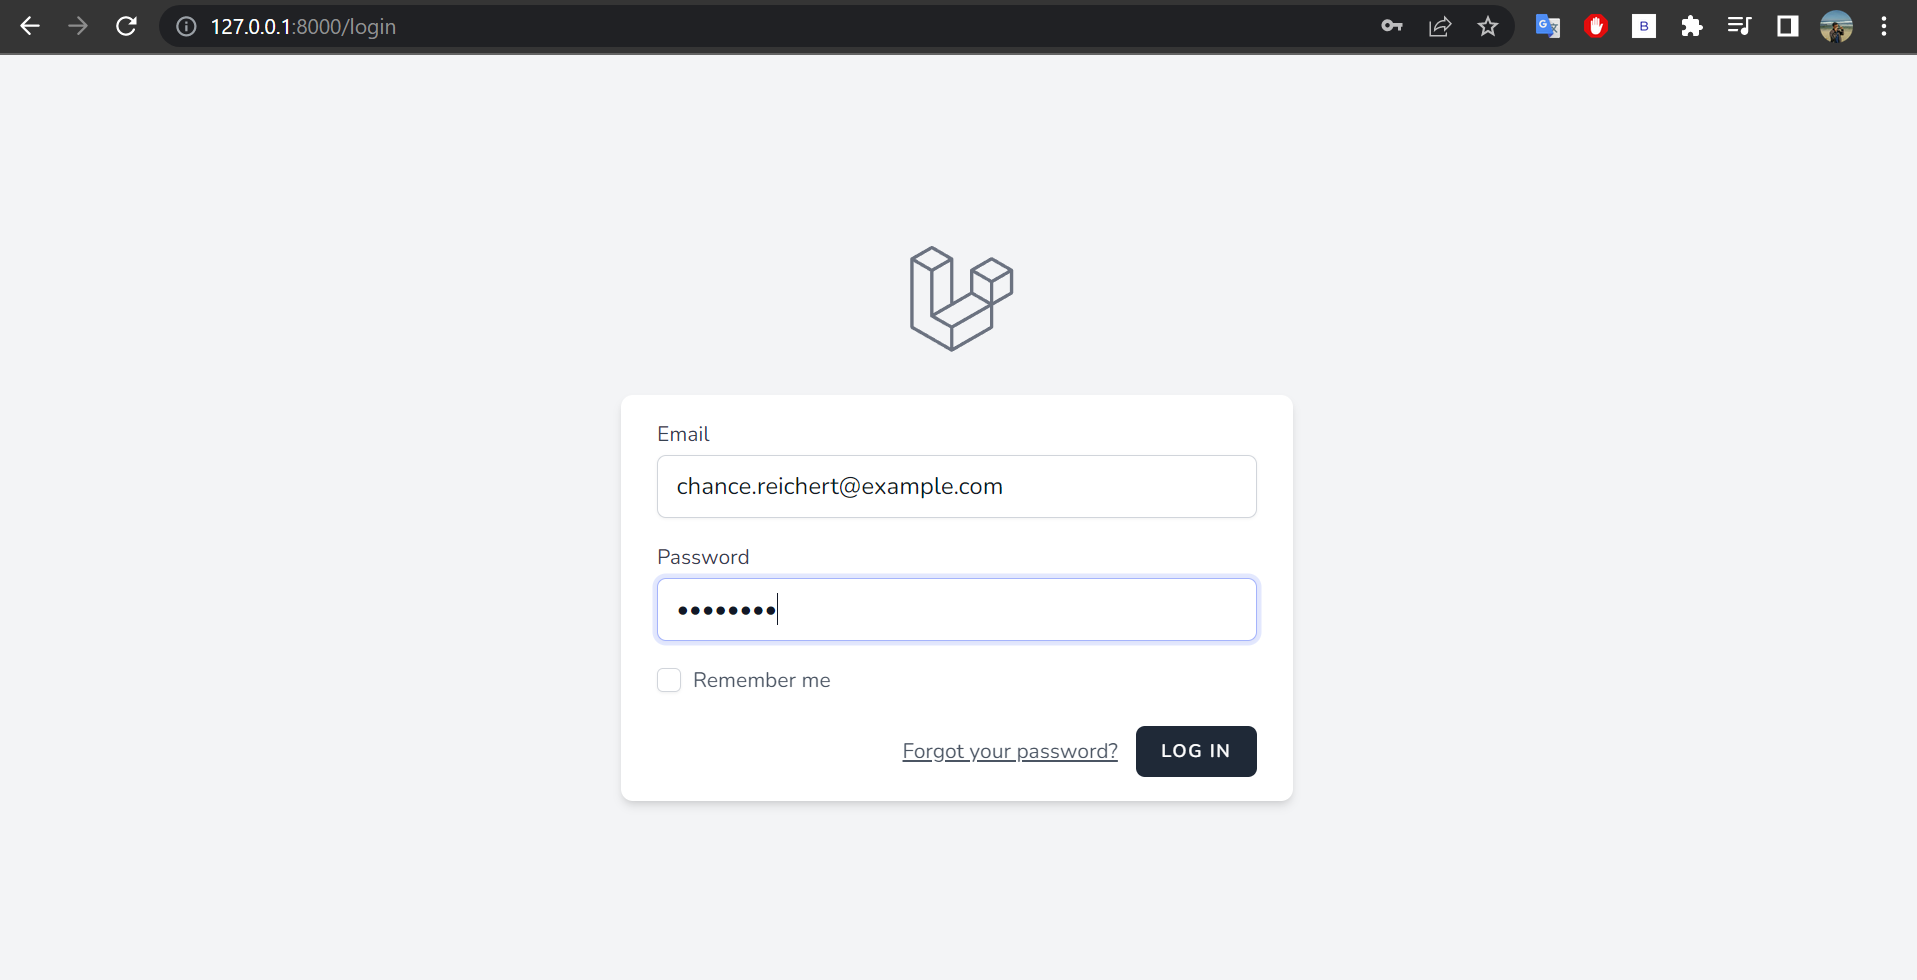 127.0.0.1:8000/login
B
Email
chance.reichert@example.com
Password
••••••••
Remember me
Forgot your password?
LOG IN